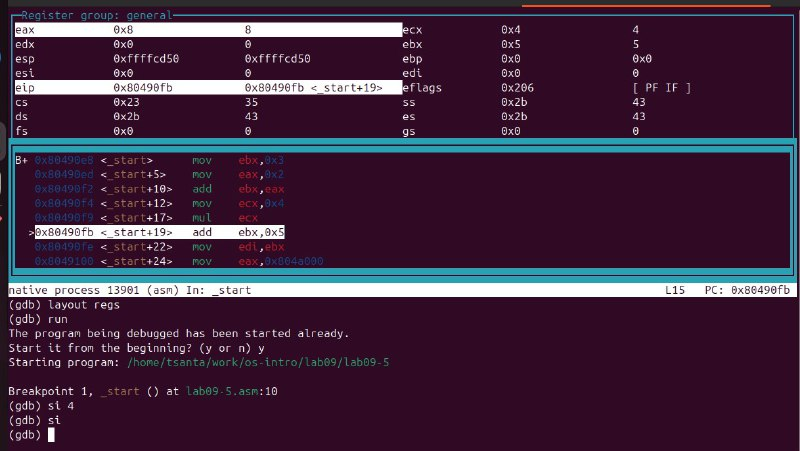 Register group: general
eax 0x8 8 ecx 0x4 4
edx 0x0 0 ebx 0x5 5
esp 0xffffcd50 0xffffcd50 ebp 0x0 0x0
esi 0x0 0 edi 0x0 0
eip 0x80490fb 0x80490fb <_start+19> eflags 0x206 [ PF IF ]
cs 0x23 35 ss 0x2b 43
ds 0x2b 43 es 0x2b 43
fs 0x0 0 gs 0x0 0
B+ 0x80490e8 <_start> mov ebx,0x3
0x80490ed <_start+5> mov eax,0x2
0x80490f2 <_start+10> add ebx,eax
0x80490f4 <_start+12> mov ecx,0x4
0x80490f9 <_start+17> mul ecx
>0x80490fb <_start+19> add ebx,0x5
0x80490fe <_start+22> mov edi,ebx
0x8049100 <_start+24> mov eax,0x804a000
native process 13901 (asm) In: _start L15 PC: 0x80490fb
(gdb) layout regs
(gdb) run
The program being debugged has been started already.
Start it from the beginning? (y or n) y
Starting program: /home/tsanta/work/os-intro/lab09/lab09-5
Breakpoint 1, _start () at lab09-5.asm:10
(gdb) si 4
(gdb) si
(gdb)